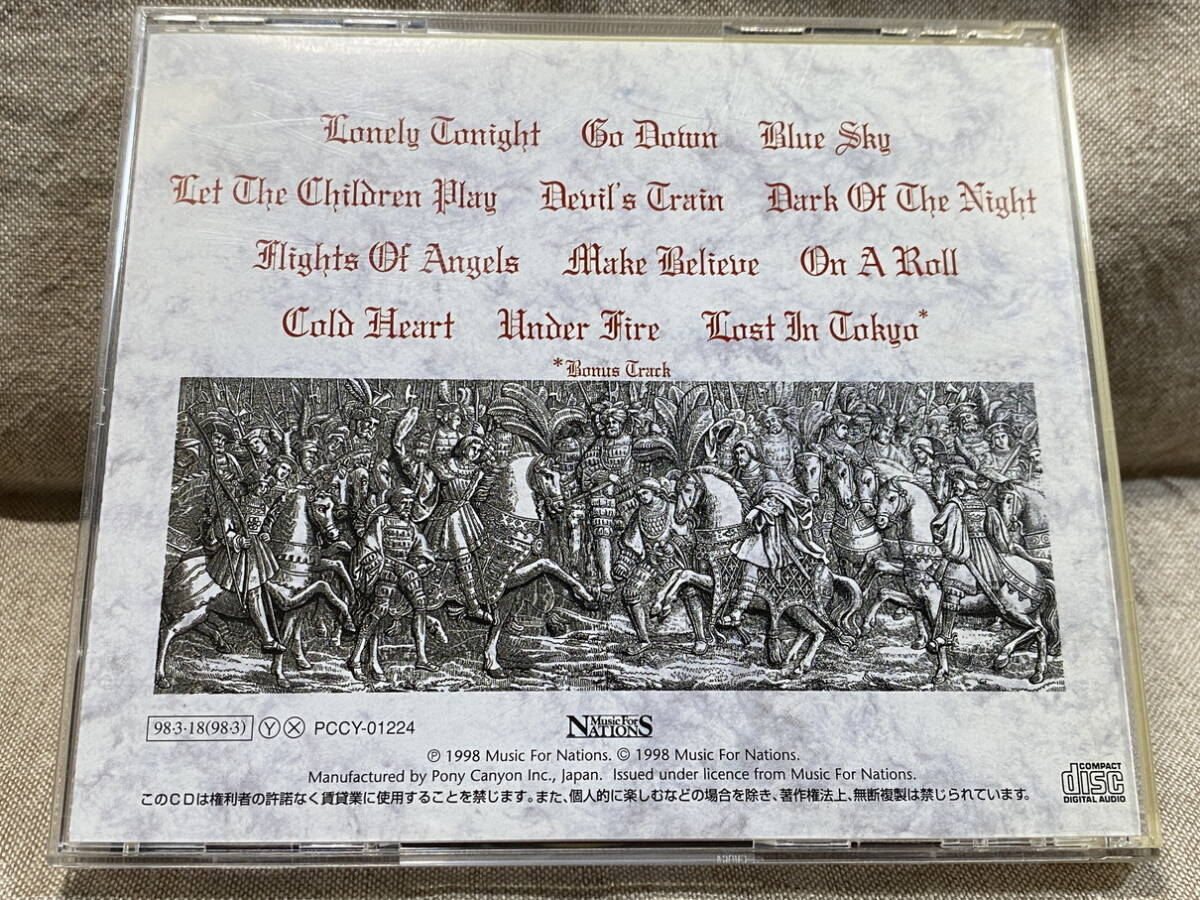 Lonely Tonight Go Down Blue Sky
Let The Children Play Devil's Train Dark Of The Night
Flights Of Angels Make Believe On A Roll
Cold Heart Under Fire Lost In Tokyo*
*Bonus Track
98·3·18(98·3) Ⓨ Ⓧ PCCY-01224
Music For NATIONS
℗ 1998 Music For Nations. © 1998 Music For Nations.
Manufactured by Pony Canyon Inc., Japan. Issued under licence from Music For Nations.
このCDは権利者の許諾なく賃貸業に使用することを禁じます。また、個人的に楽しむなどの場合を除き、著作権法上、無断複製は禁じられています。
COMPACT
disc
DIGITAL AUDIO